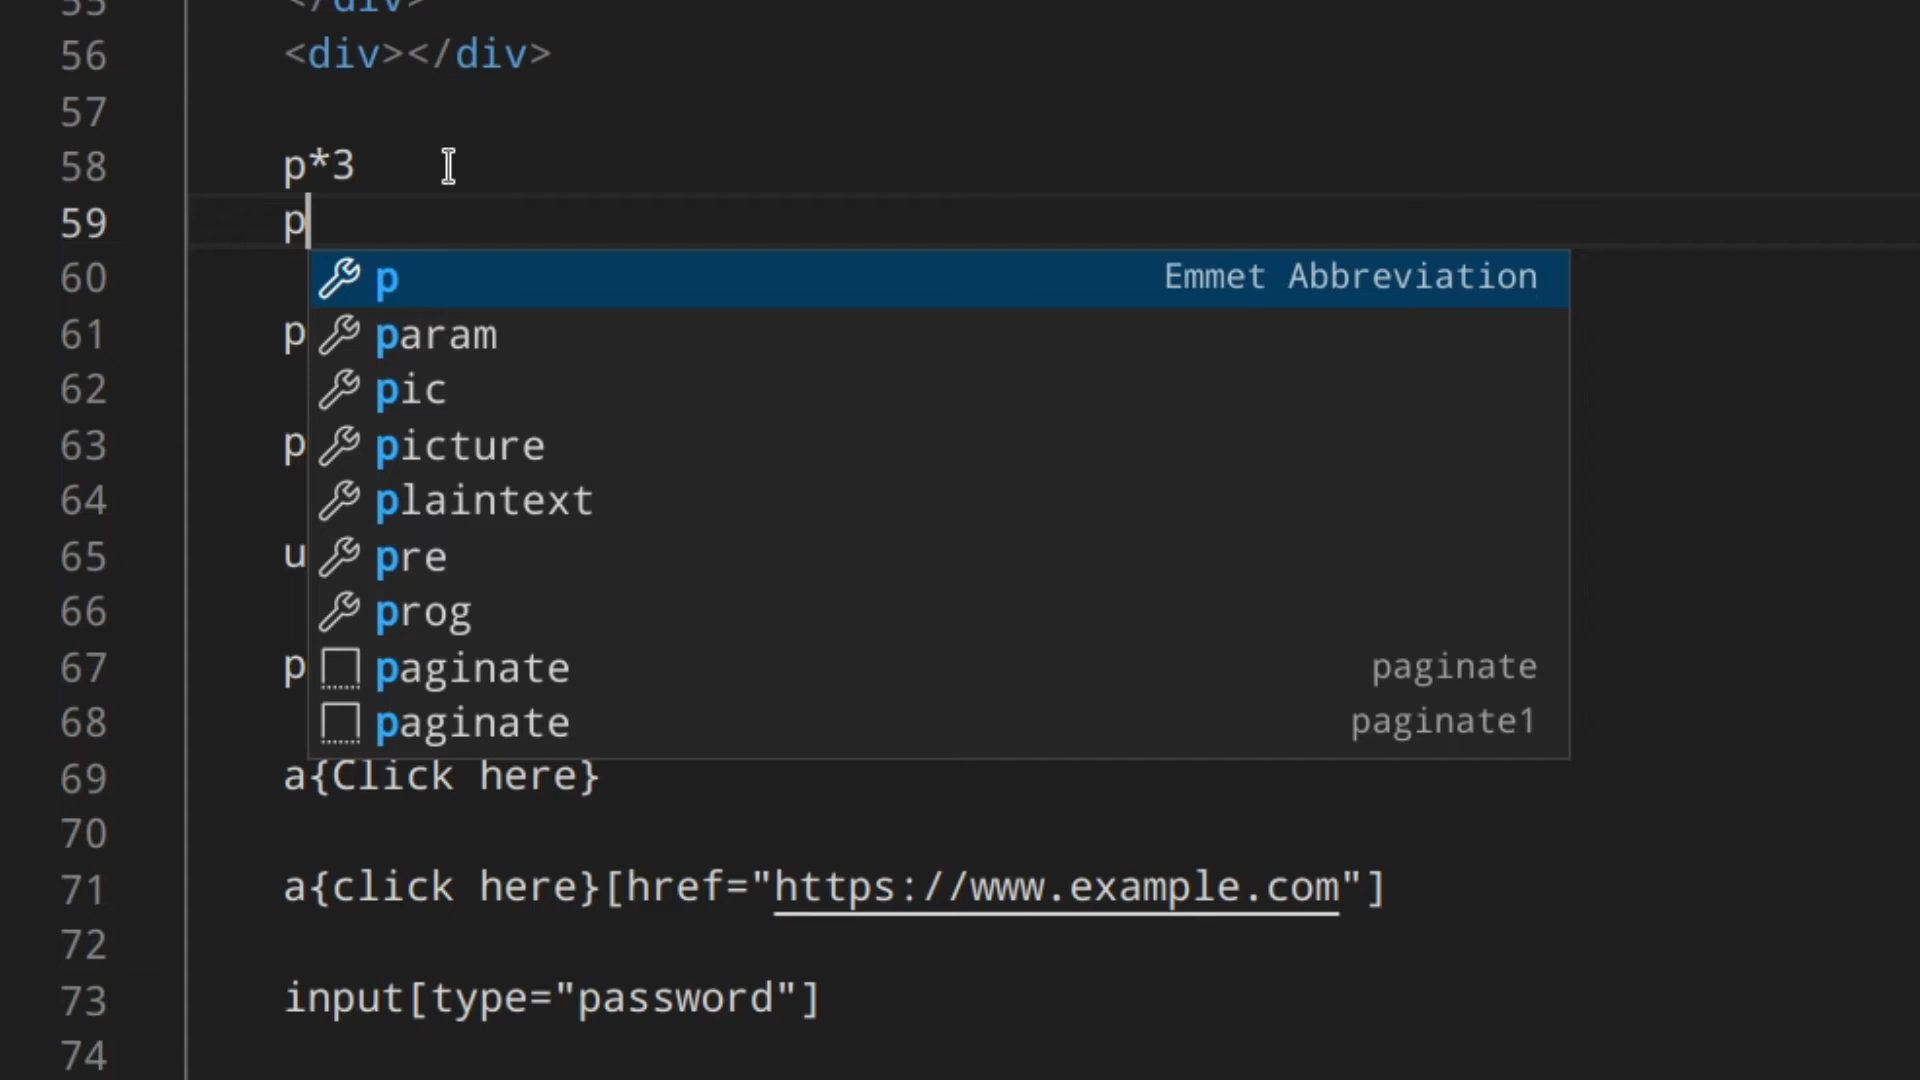 55 </div>
56 <div></div>
57
58 p*3
59 p
60 p Emmet Abbreviation
61 p param
62 pic
63 p picture
64 plaintext
65 u pre
66 prog
67 p paginate paginate
68 paginate paginate1
69 a{Click here}
70
71 a{click here}[href="https://www.example.com"]
72
73 input[type="password"]
74